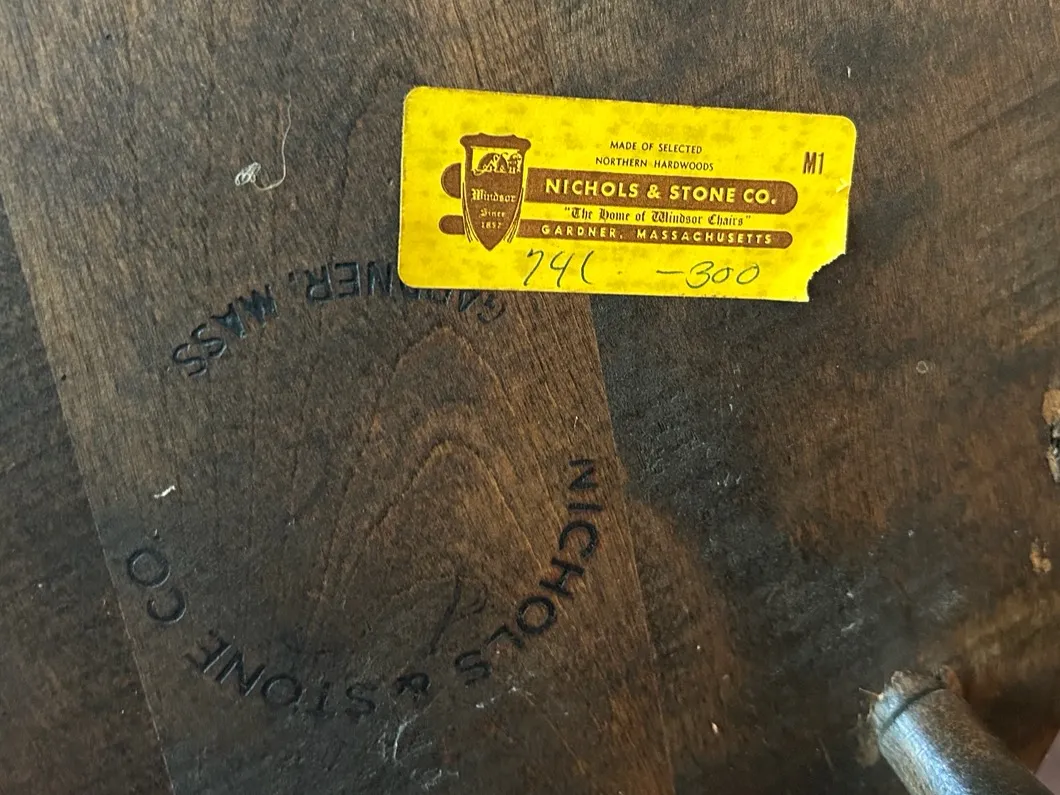 MADE OF SELECTED
NORTHERN HARDWOODS
M1
NICHOLS & STONE CO.
"The Home of Windsor Chairs"
GARDNER, MASSACHUSETTS
Windsor
Since
1857
741 -300
GARDNER, MASS
NICHOLS & STONE CO